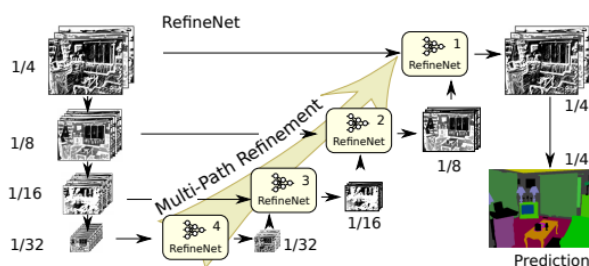 RefineNet
1/4
1
RefineNet
1/4
1/8
2
RefineNet
1/8
1/4
Multi-Path Refinement
1/16
3
RefineNet
1/16
1/32
4
RefineNet
1/32
Prediction